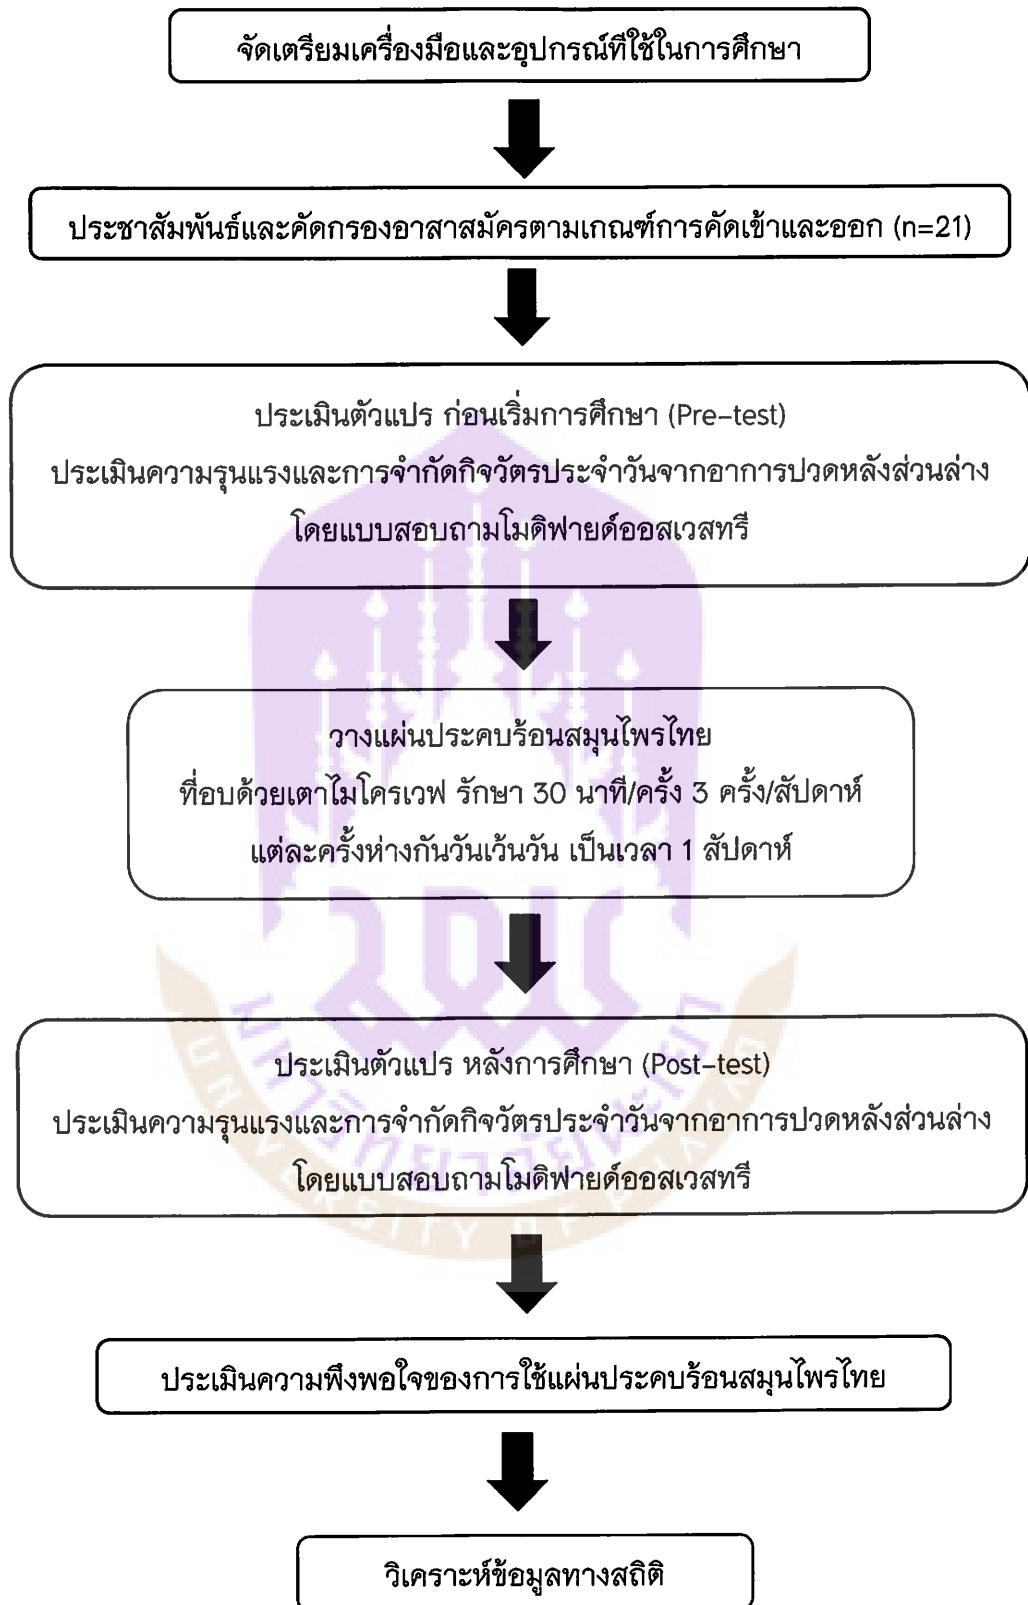 จัดเตรียมเครื่องมือและอุปกรณ์ที่ใช้ในการศึกษา
ประชาสัมพันธ์และคัดกรองอาสาสมัครตามเกณฑ์การคัดเข้าและออก (n=21)
ประเมินตัวแปร ก่อนเริ่มการศึกษา (Pre-test)
ประเมินความรุนแรงและการจำกัดกิจวัตรประจำวันจากอาการปวดหลังส่วนล่าง
โดยแบบสอบถามโมดิฟายด์ออสเวสทรี
วางแผ่นประคบร้อนสมุนไพรไทย
ที่อบด้วยเตาไมโครเวฟ รักษา 30 นาที/ครั้ง 3 ครั้ง/สัปดาห์
แต่ละครั้งห่างกันวันเว้นวัน เป็นเวลา 1 สัปดาห์
ประเมินตัวแปร หลังการศึกษา (Post-test)
ประเมินความรุนแรงและการจำกัดกิจวัตรประจำวันจากอาการปวดหลังส่วนล่าง
โดยแบบสอบถามโมดิฟายด์ออสเวสทรี
มหาวิทยาลัยพะเยา
UNIVERSITY OF PHAYAO
ประเมินความพึงพอใจของการใช้แผ่นประคบร้อนสมุนไพรไทย
วิเคราะห์ข้อมูลทางสถิติ